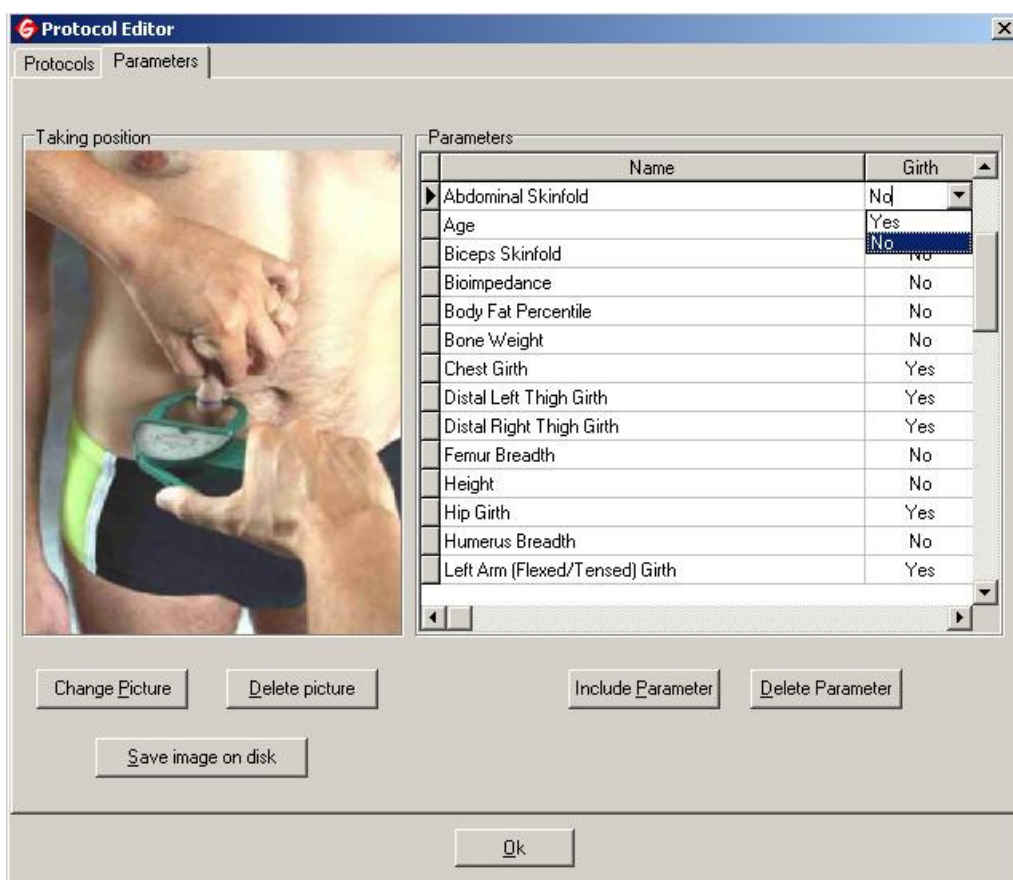 Protocol Editor
Protocols Parameters
Taking position
Parameters
Name Girth
Abdominal Skinfold No
Age Yes
No
Biceps Skinfold No
Bioimpedance No
Body Fat Percentile No
Bone Weight No
Chest Girth Yes
Distal Left Thigh Girth Yes
Distal Right Thigh Girth Yes
Femur Breadth No
Height No
Hip Girth Yes
Humerus Breadth No
Left Arm (Flexed/Tensed) Girth Yes
Change Picture Delete picture Include Parameter Delete Parameter
Save image on disk
Ok